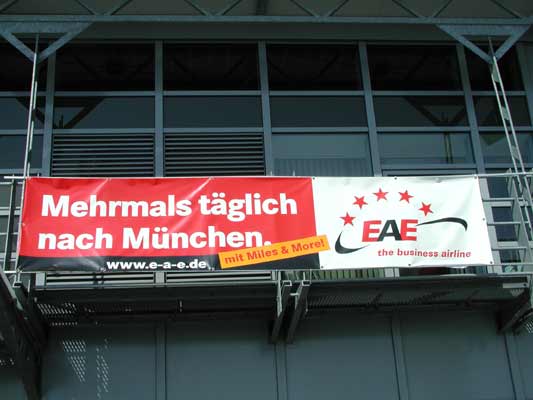 Mehrmals täglich
nach München.
mit Miles & More!
www.e-a-e.de
EAE
the business airline